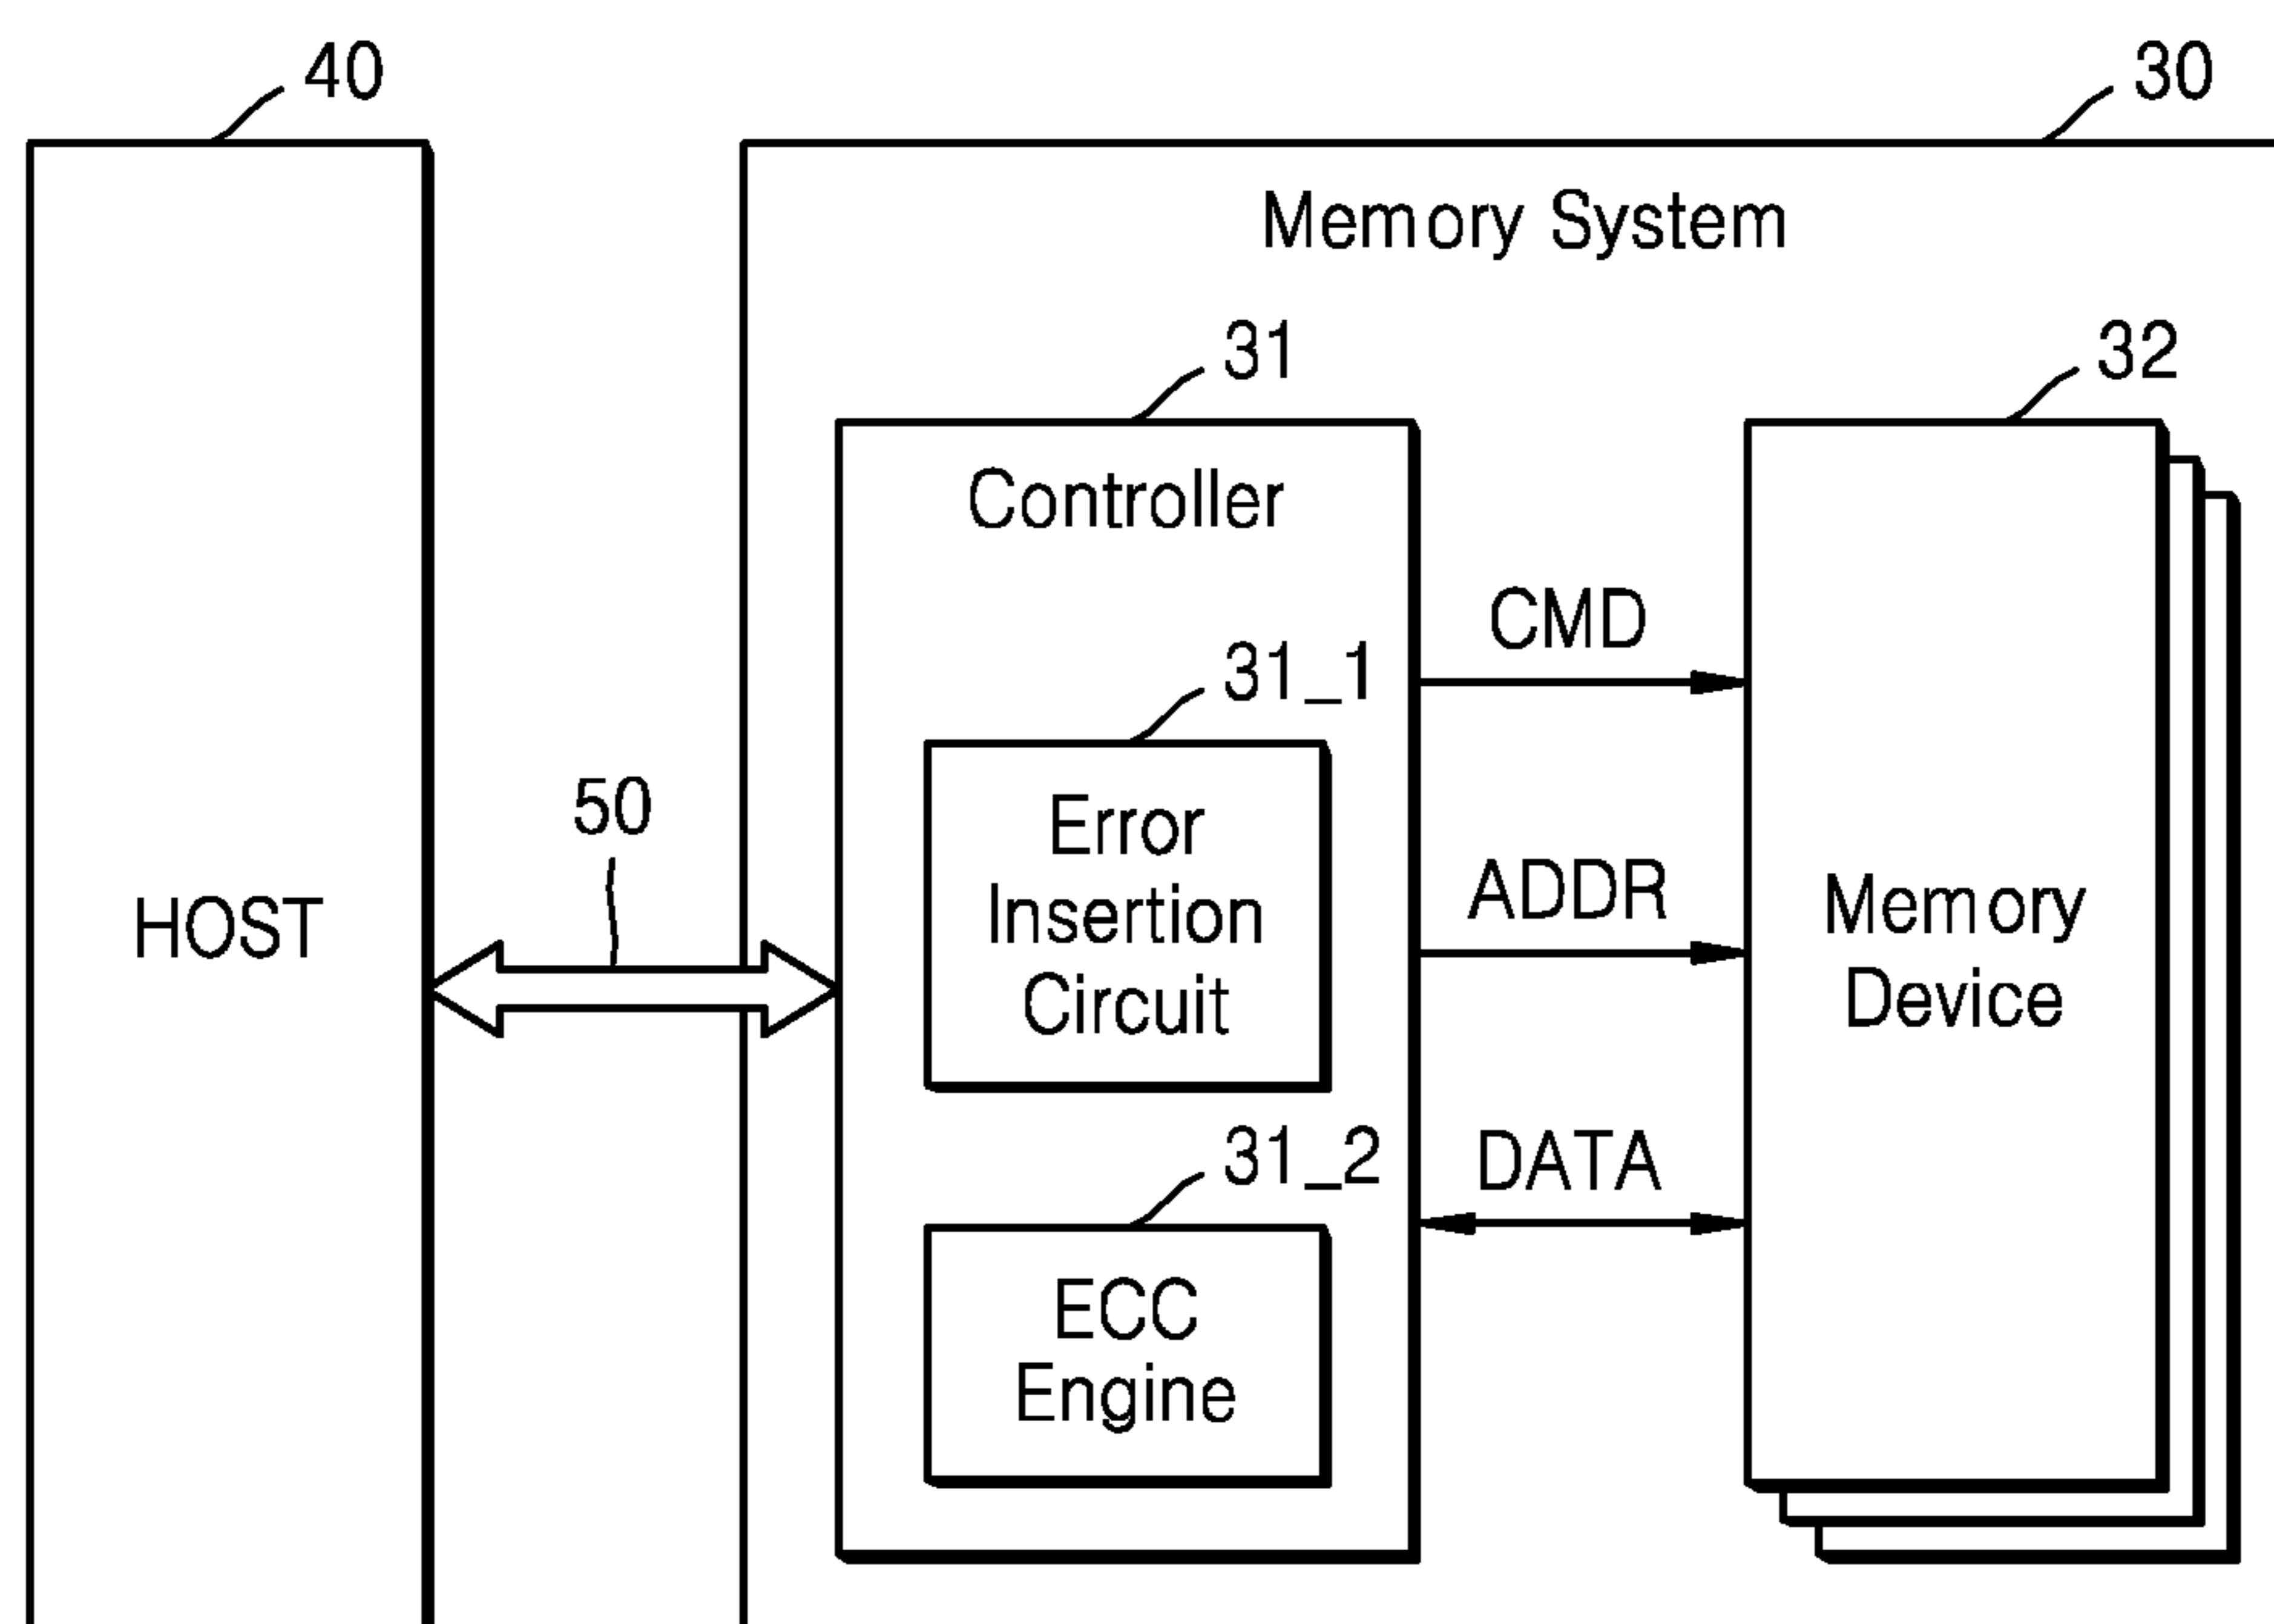 40
30
Memory System
31
32
Controller
CMD
31_1
50
Error
Insertion
Circuit
ADDR
HOST
Memory
Device
DATA
31_2
ECC
Engine